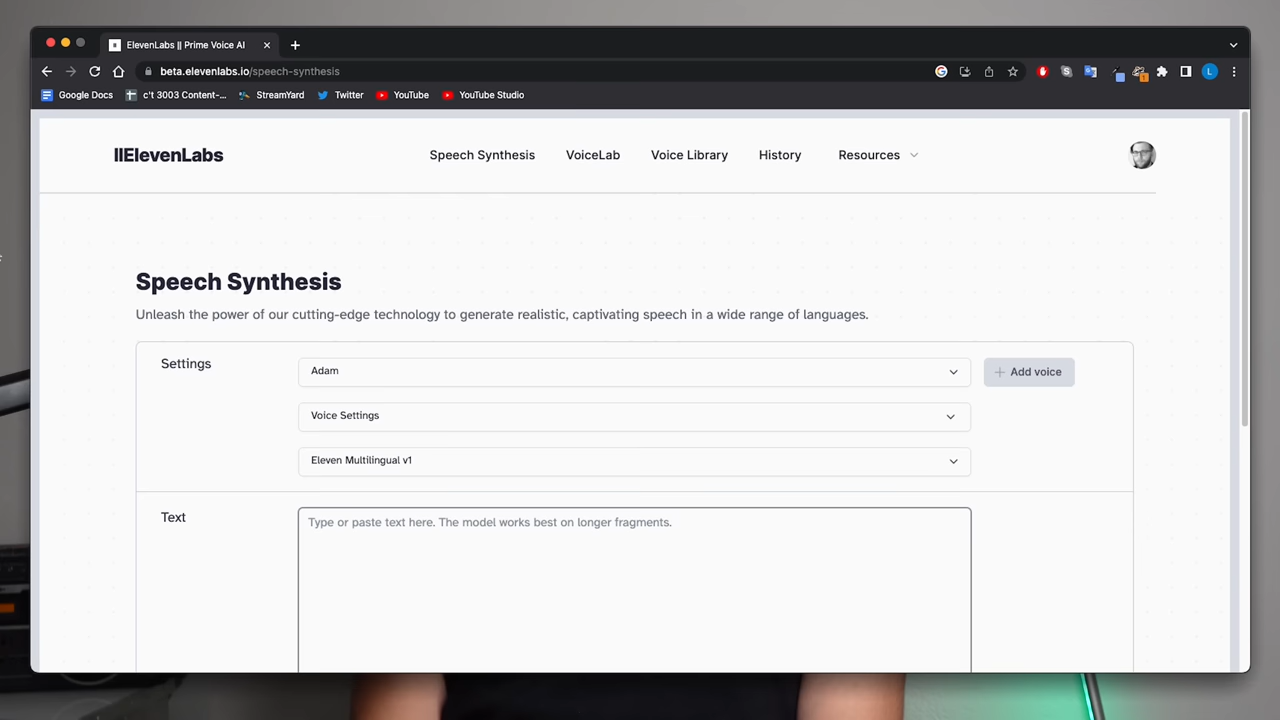 ElevenLabs || Prime Voice AI
beta.elevenlabs.io/speech-synthesis
Google Docs c't 3003 Content-... StreamYard Twitter YouTube YouTube Studio
IIElevenLabs Speech Synthesis VoiceLab Voice Library History Resources
Speech Synthesis
Unleash the power of our cutting-edge technology to generate realistic, captivating speech in a wide range of languages.
Settings
Adam
+ Add voice
Voice Settings
Eleven Multilingual v1
Text
Type or paste text here. The model works best on longer fragments.